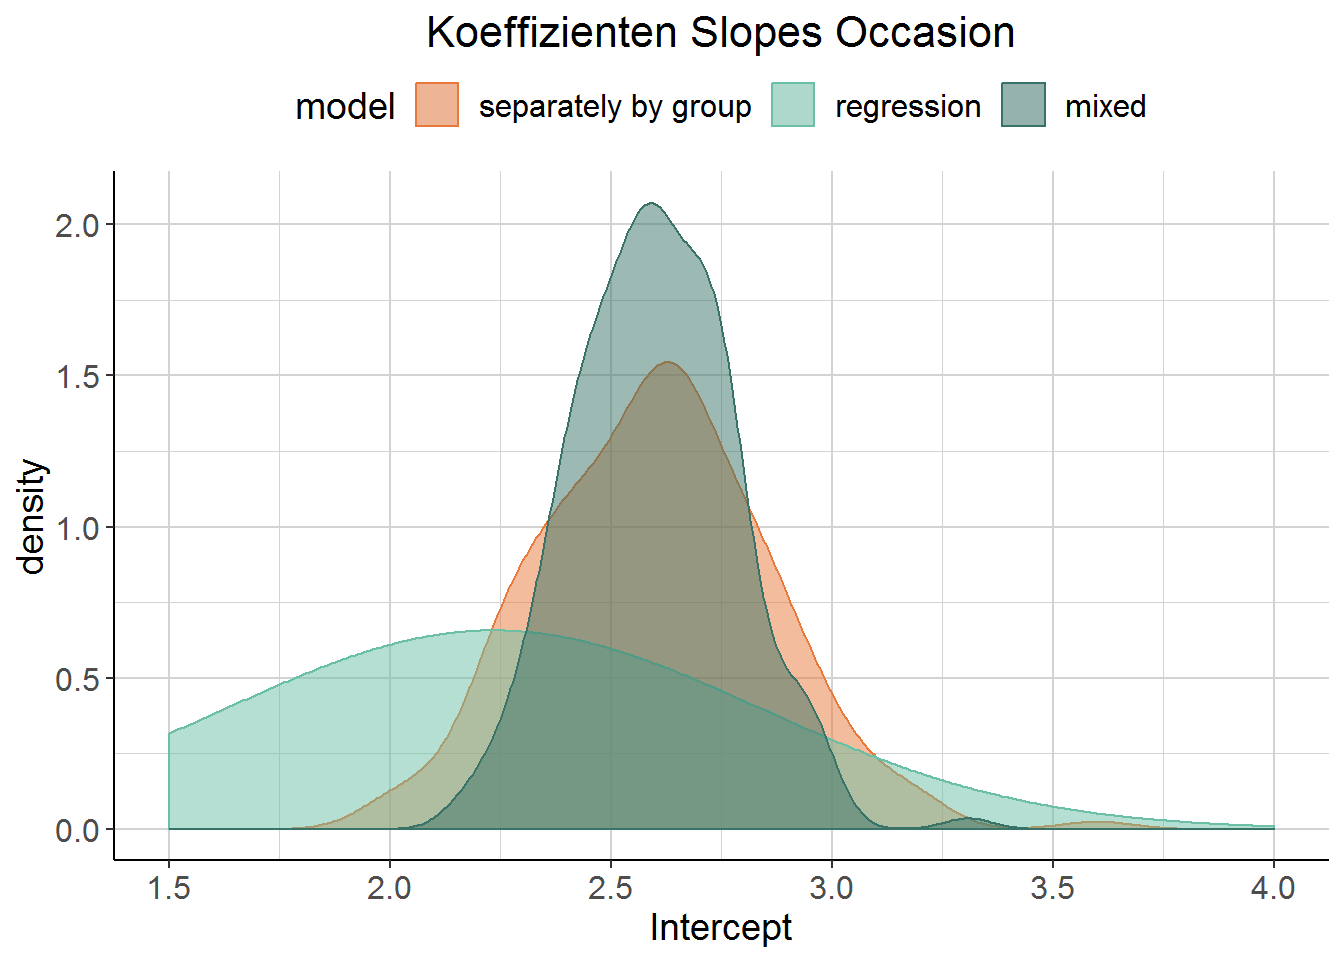 Koeffizienten Slopes Occasion
model separately by group regression mixed
2.0
1.5
1.0
0.5
0.0
density
1.5 2.0 2.5 3.0 3.5 4.0
Intercept